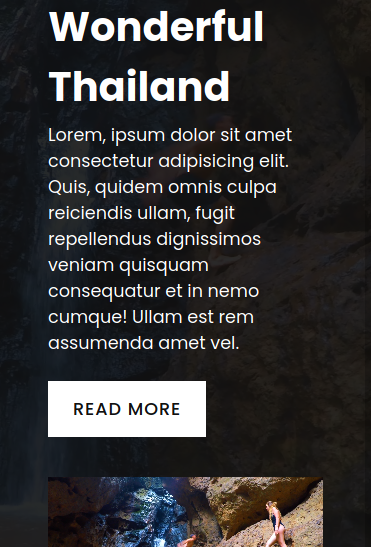 Wonderful
Thailand
Lorem, ipsum dolor sit amet
consectetur adipisicing elit.
Quis, quidem omnis culpa
reiciendis ullam, fugit
repellendus dignissimos
veniam quisquam
consequatur et in nemo
cumque! Ullam est rem
assumenda amet vel.
READ MORE